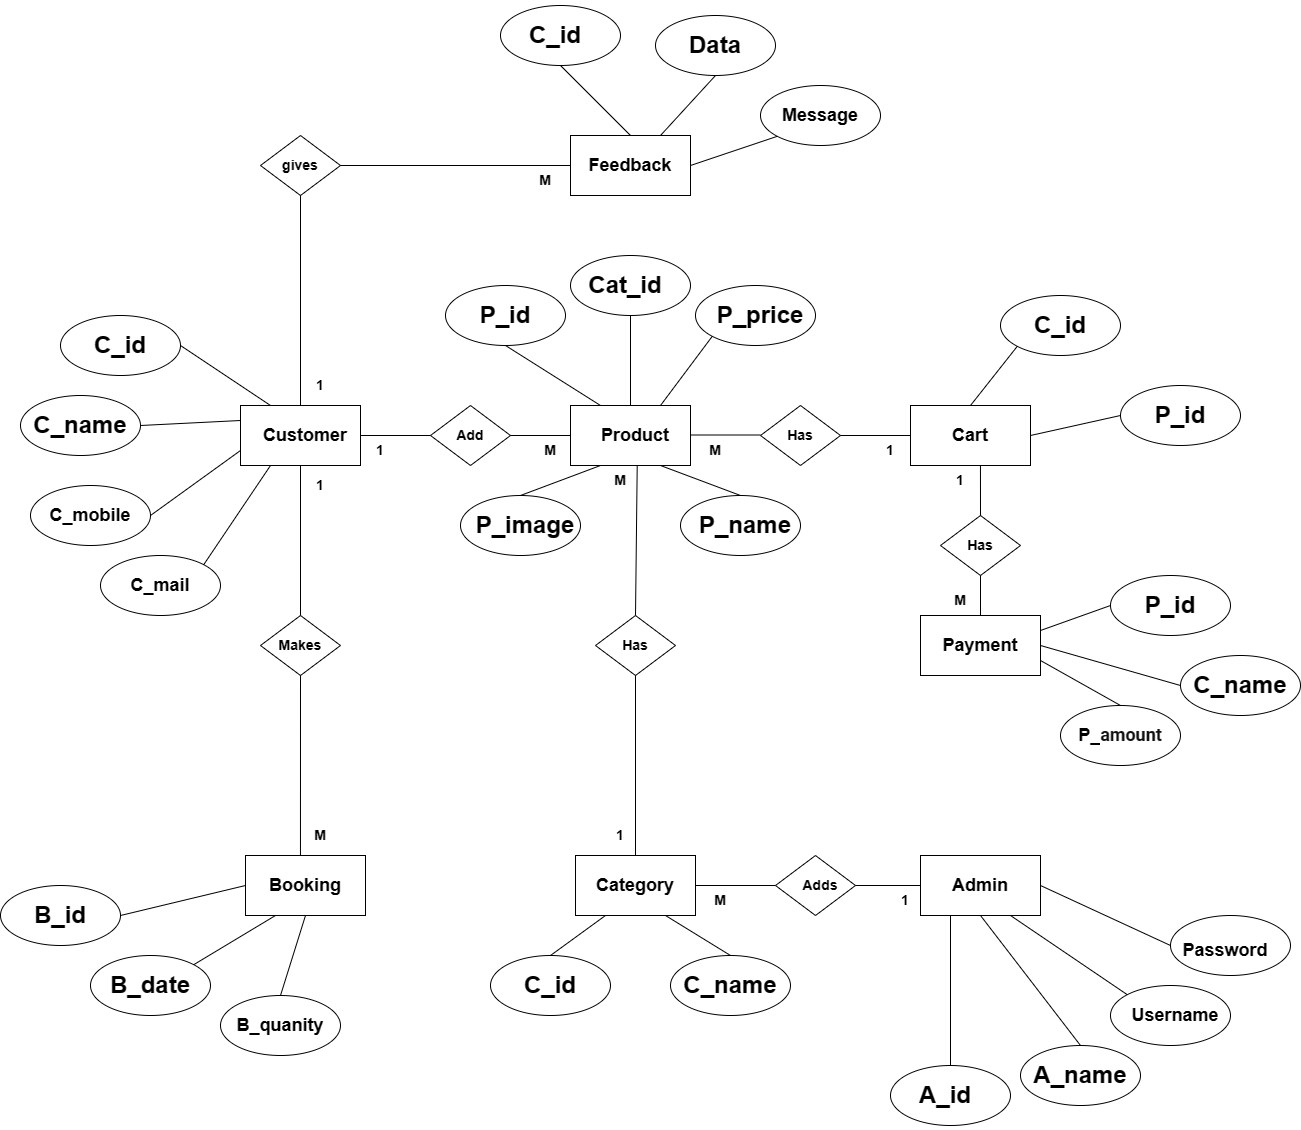 C_id
Data
Message
gives
Feedback
M
Cat_id
P_id
P_price
C_id
C_id
1
P_id
C_name
Customer
Add
Product
Has
Cart
1
M
M
1
1
M
1
C_mobile
P_image
P_name
Has
C_mail
M
P_id
Makes
Has
Payment
C_name
P_amount
M
1
Booking
Category
Adds
Admin
M
1
B_id
Password
B_date
C_id
C_name
Username
B_quanity
A_name
A_id